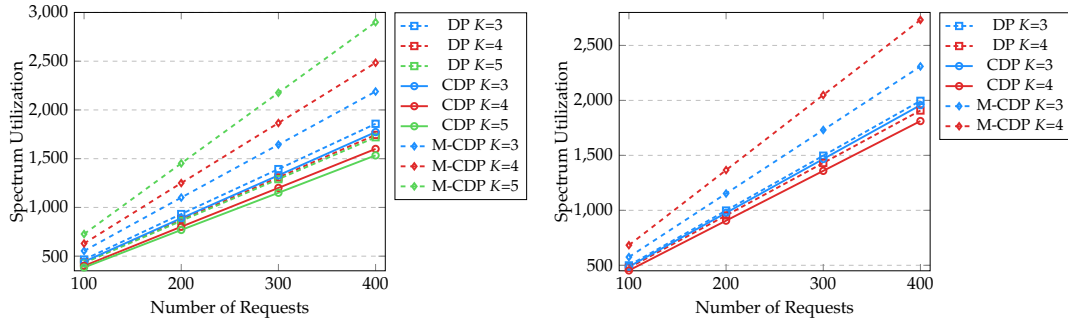 3,000
2,500
2,000
1,500
1,000
500
Spectrum Utilization
100
200
300
400
Number of Requests
DP K=3
DP K=4
DP K=5
CDP K=3
CDP K=4
CDP K=5
M-CDP K=3
M-CDP K=4
M-CDP K=5
2,500
2,000
1,500
1,000
500
Spectrum Utilization
100
200
300
400
Number of Requests
DP K=3
DP K=4
CDP K=3
CDP K=4
M-CDP K=3
M-CDP K=4